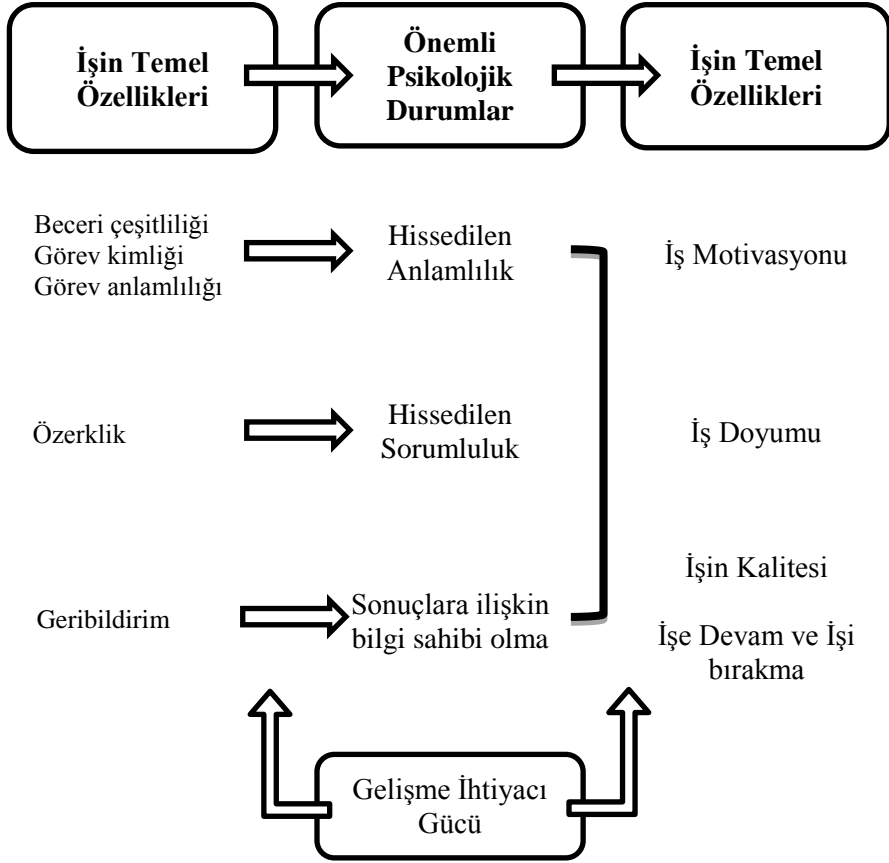 İşin Temel
Özellikleri
Önemli
Psikolojik
Durumlar
İşin Temel
Özellikleri
Beceri çeşitliliği
Görev kimliği
Görev anlamlılığı
Hissedilen
Anlamlılık
İş Motivasyonu
Özerklik
Hissedilen
Sorumluluk
İş Doyumu
Geribildirim
Sonuçlara ilişkin
bilgi sahibi olma
İşin Kalitesi
İşe Devam ve İşi
bırakma
Gelişme İhtiyacı
Gücü